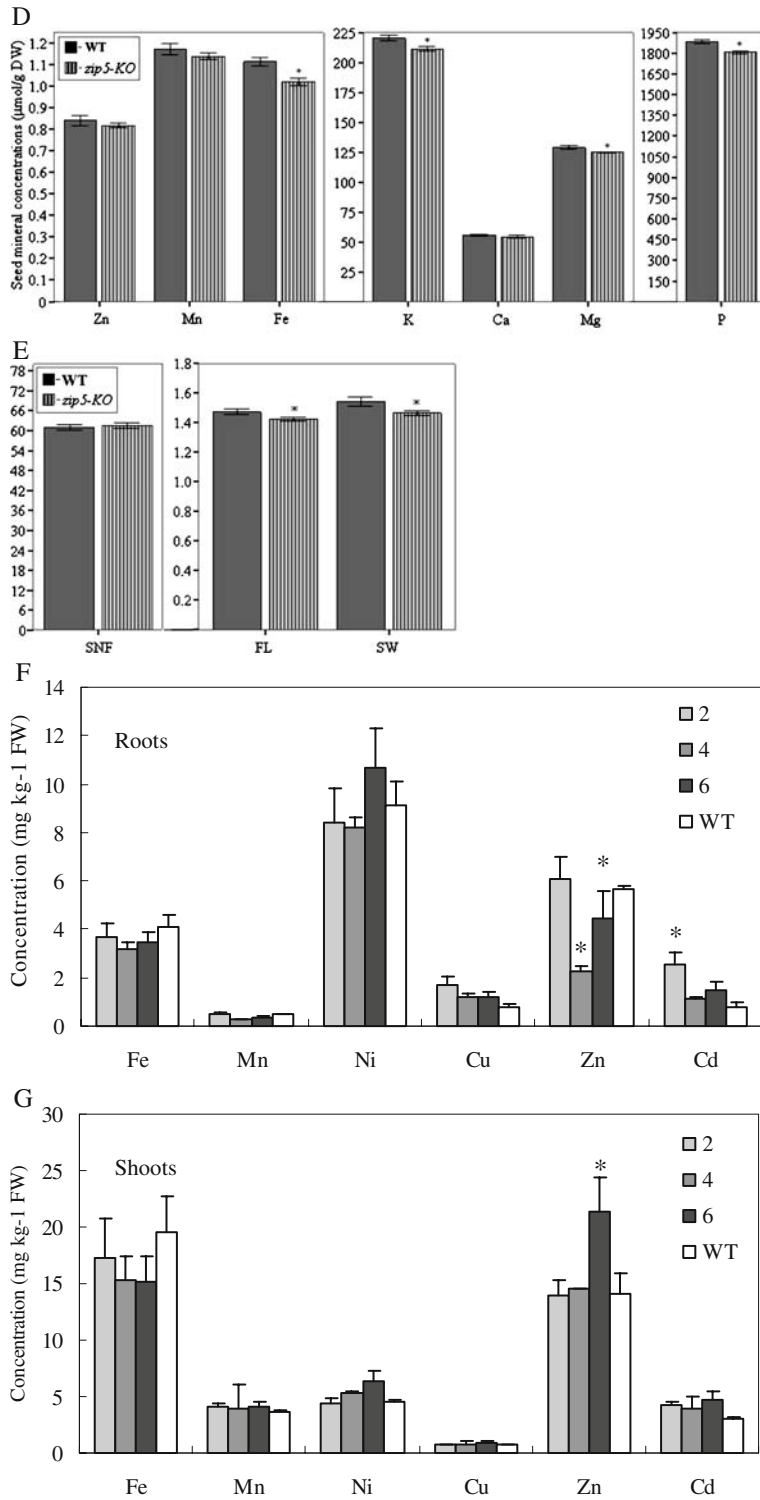 D
Seed mineral concentrations (μmol/g DW)
1.2
1.1
1.0
0.9
0.8
0.7
0.6
0.5
0.4
0.3
0.2
0.1
0
- WT
- zip5-KO
*
Zn
Mn
Fe
225
200
175
150
125
100
75
50
25
*
*
K
Ca
Mg
1950
1800
1650
1500
1350
1200
1050
900
750
600
450
300
150
*
P
E
78
72
66
60
54
48
42
36
30
24
18
12
6
0
- WT
- zip5-KO
SNF
1.8
1.6
1.4
1.2
1.0
0.8
0.6
0.4
0.2
*
*
FL
SW
F
Concentration (mg kg-1 FW)
14
12
10
8
6
4
2
0
Roots
2
4
6
WT
*
*
*
Fe
Mn
Ni
Cu
Zn
Cd
G
Concentration (mg kg-1 FW)
30
25
20
15
10
5
0
Shoots
2
4
6
WT
*
Fe
Mn
Ni
Cu
Zn
Cd